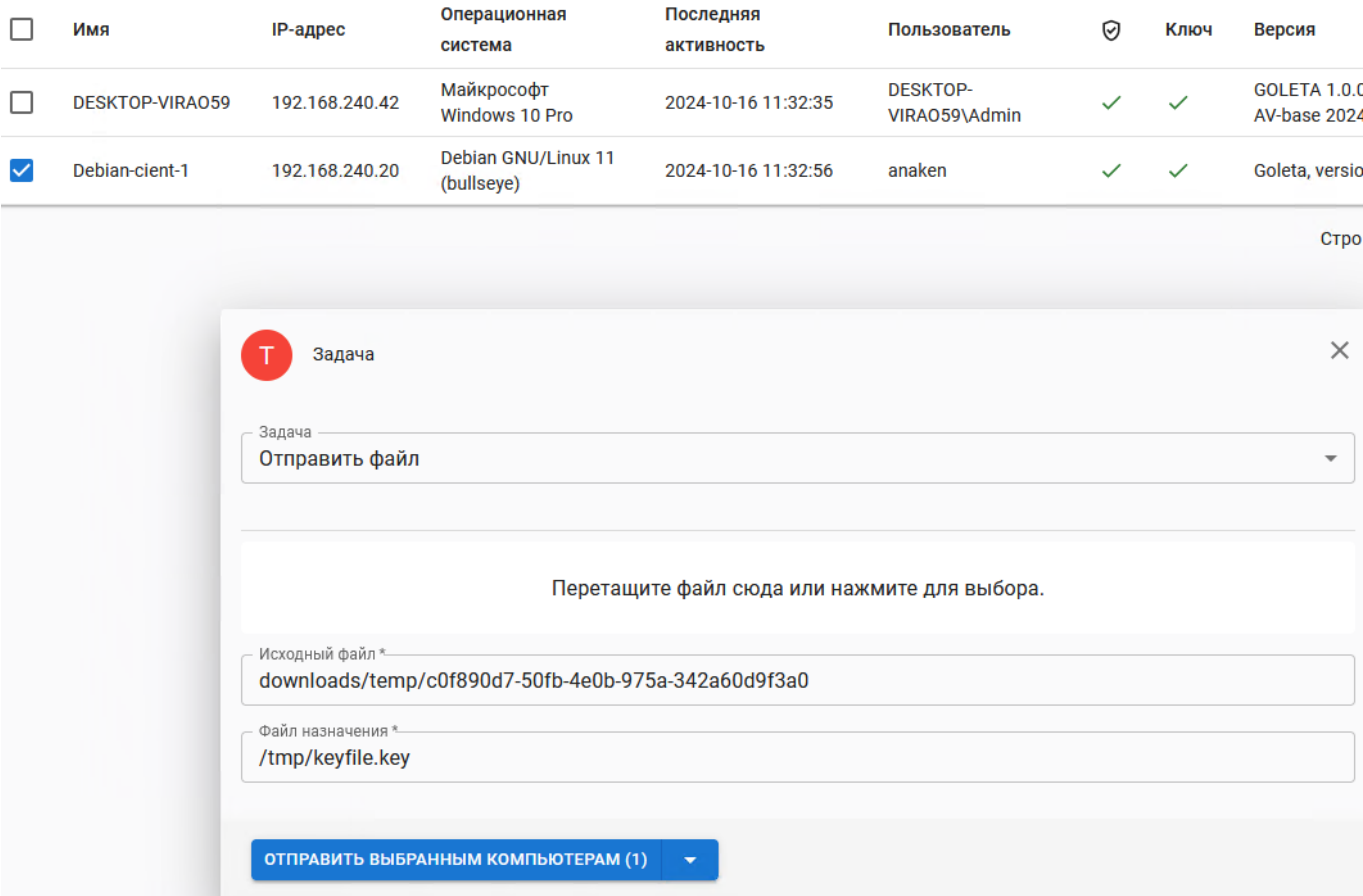 Имя IP-адрес Операционная система Последняя активность Пользователь Ключ Версия
DESKTOP-VIRAO59 192.168.240.42 Майкрософт Windows 10 Pro 2024-10-16 11:32:35 DESKTOP-VIRAO59\Admin GOLETA 1.0.0 AV-base 2024
Debian-cient-1 192.168.240.20 Debian GNU/Linux 11 (bullseye) 2024-10-16 11:32:56 anaken Goleta, versio
Стро
T Задача
Задача
Отправить файл
Перетащите файл сюда или нажмите для выбора.
Исходный файл *
downloads/temp/c0f890d7-50fb-4e0b-975a-342a60d9f3a0
Файл назначения *
/tmp/keyfile.key
ОТПРАВИТЬ ВЫБРАННЫМ КОМПЬЮТЕРАМ (1)